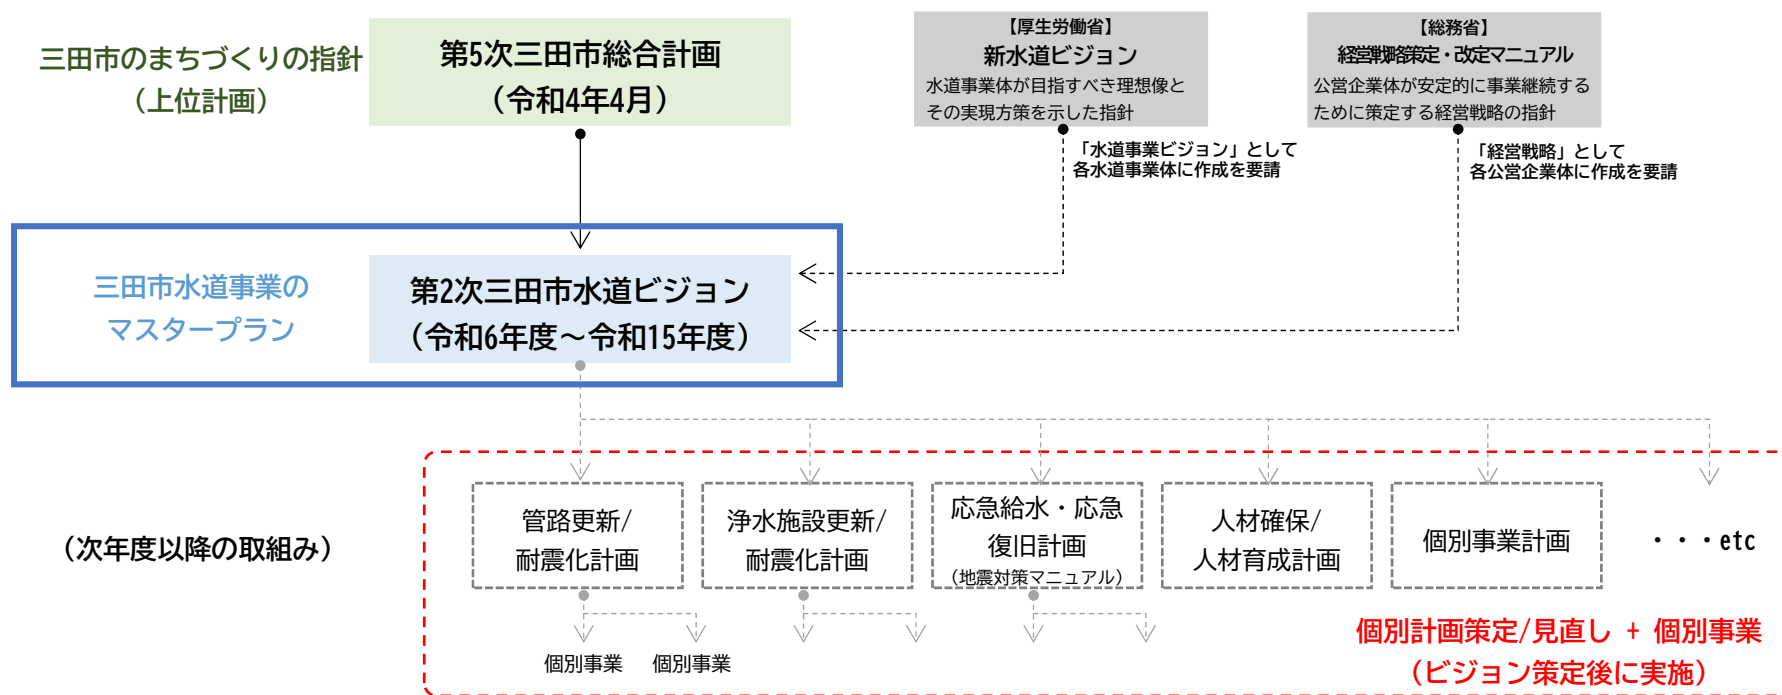 三田市のまちづくりの指針
（上位計画）
第5次三田市総合計画
（令和4年4月）
【厚生労働省】
新水道ビジョン
水道事業体が目指すべき理想像と
その実現方策を示した指針
【総務省】
経営戦略策定・改定マニュアル
公営企業体が安定的に事業継続する
ために策定する経営戦略の指針
「水道事業ビジョン」として
各水道事業体に作成を要請
「経営戦略」として
各公営企業体に作成を要請
三田市水道事業の
マスタープラン
第2次三田市水道ビジョン
（令和6年度～令和15年度）
（次年度以降の取組み）
管路更新/
耐震化計画
浄水施設更新/
耐震化計画
応急給水・応急
復旧計画
（地震対策マニュアル）
人材確保/
人材育成計画
個別事業計画
・・・etc
個別事業
個別事業
個別計画策定/見直し + 個別事業
（ビジョン策定後に実施）